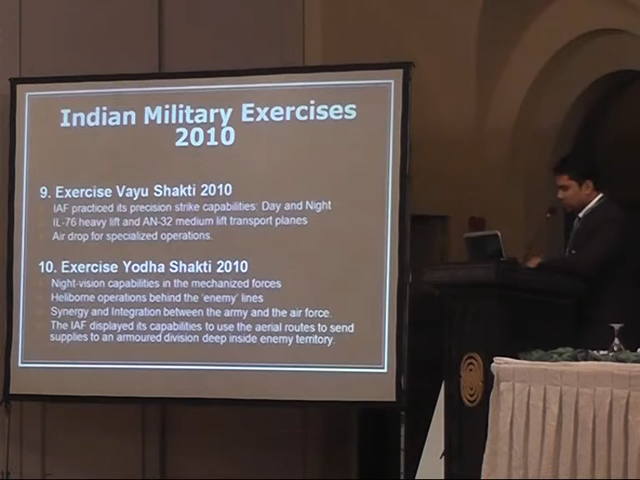 Indian Military Exercises
2010
9. Exercise Vayu Shakti 2010
IAF practiced its precision strike capabilities: Day and Night
IL-76 heavy lift and AN-32 medium lift transport planes
Air drop for specialized operations.
10. Exercise Yodha Shakti 2010
Night-vision capabilities in the mechanized forces
Heliborne operations behind the 'enemy' lines
Synergy and Integration between the army and the air force.
The IAF displayed its capabilities to use the aerial routes to send
supplies to an armoured division deep inside enemy territory.